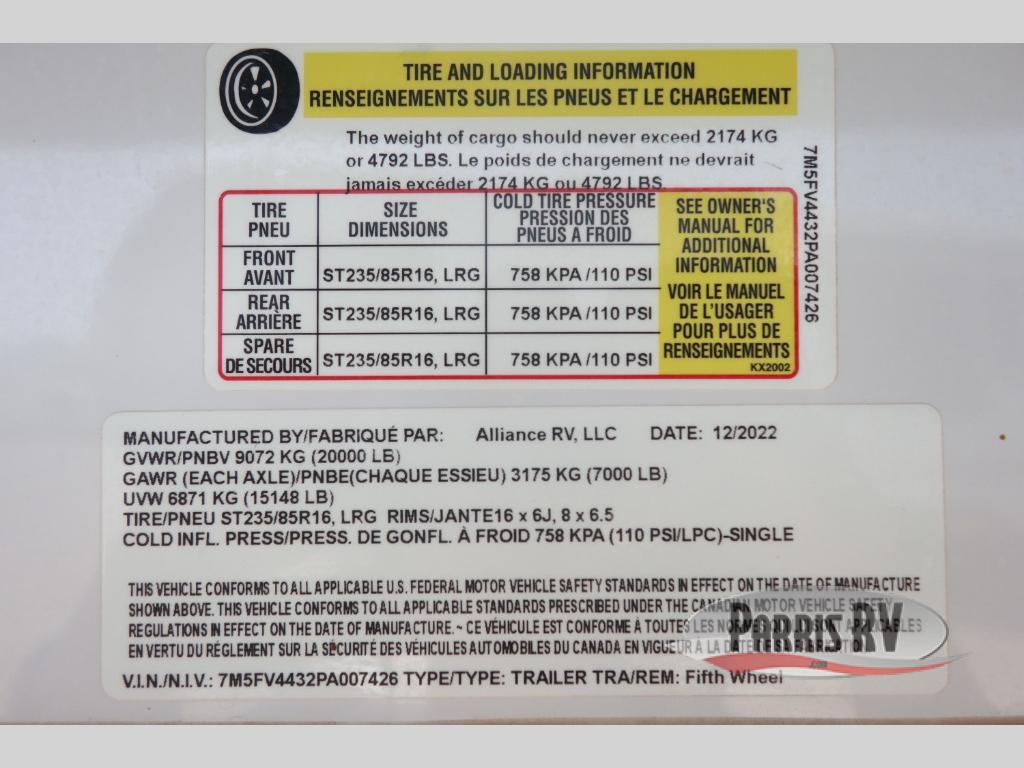 TIRE AND LOADING INFORMATION
RENSEIGNEMENTS SUR LES PNEUS ET LE CHARGEMENT
The weight of cargo should never exceed 2174 KG
or 4792 LBS. Le poids de chargement ne devrait
jamais excéder 2174 KG ou 4792 LBS.
TIRE
PNEU
SIZE
DIMENSIONS
COLD TIRE PRESSURE
PRESSION DES
PNEUS A FROID
FRONT
AVANT
ST235/85R16, LRG
758 KPA /110 PSI
REAR
ARRIÈRE
ST235/85R16, LRG
758 KPA /110 PSI
SPARE
DE SECOURS
ST235/85R16, LRG
758 KPA /110 PSI
SEE OWNER'S
MANUAL FOR
ADDITIONAL
INFORMATION
VOIR LE MANUEL
DE L'USAGER
POUR PLUS DE
RENSEIGNEMENTS
KX2002
7M5FV4432PA007426
MANUFACTURED BY/FABRIQUÉ PAR: Alliance RV, LLC DATE: 12/2022
GVWR/PNBV 9072 KG (20000 LB)
GAWR (EACH AXLE)/PNBE(CHAQUE ESSIEU) 3175 KG (7000 LB)
UVW 6871 KG (15148 LB)
TIRE/PNEU ST235/85R16, LRG RIMS/JANTE16 x 6J, 8 x 6.5
COLD INFL. PRESS/PRESS. DE GONFL. À FROID 758 KPA (110 PSI/LPC)-SINGLE
THIS VEHICLE CONFORMS TO ALL APPLICABLE U.S. FEDERAL MOTOR VEHICLE SAFETY STANDARDS IN EFFECT ON THE DATE OF MANUFACTURE
SHOWN ABOVE. THIS VEHICLE CONFORMS TO ALL APPLICABLE STANDARDS PRESCRIBED UNDER THE CANADIAN MOTOR VEHICLE SAFETY
REGULATIONS IN EFFECT ON THE DATE OF MANUFACTURE. ~ CE VÉHICULE EST CONFORME À TOUTES LES NORMES QUI LUI SONT APPLICABLES
EN VERTU DU RÉGLEMENT SUR LA SÉCURITÉ DES VÉHICULES AUTOMOBILES DU CANADA EN VIGUEUR À LA DATE DE SA FABRICATION
PARRIS RV
.com
V.I.N./N.I.V.: 7M5FV4432PA007426 TYPE/TYPE: TRAILER TRA/REM: Fifth Wheel